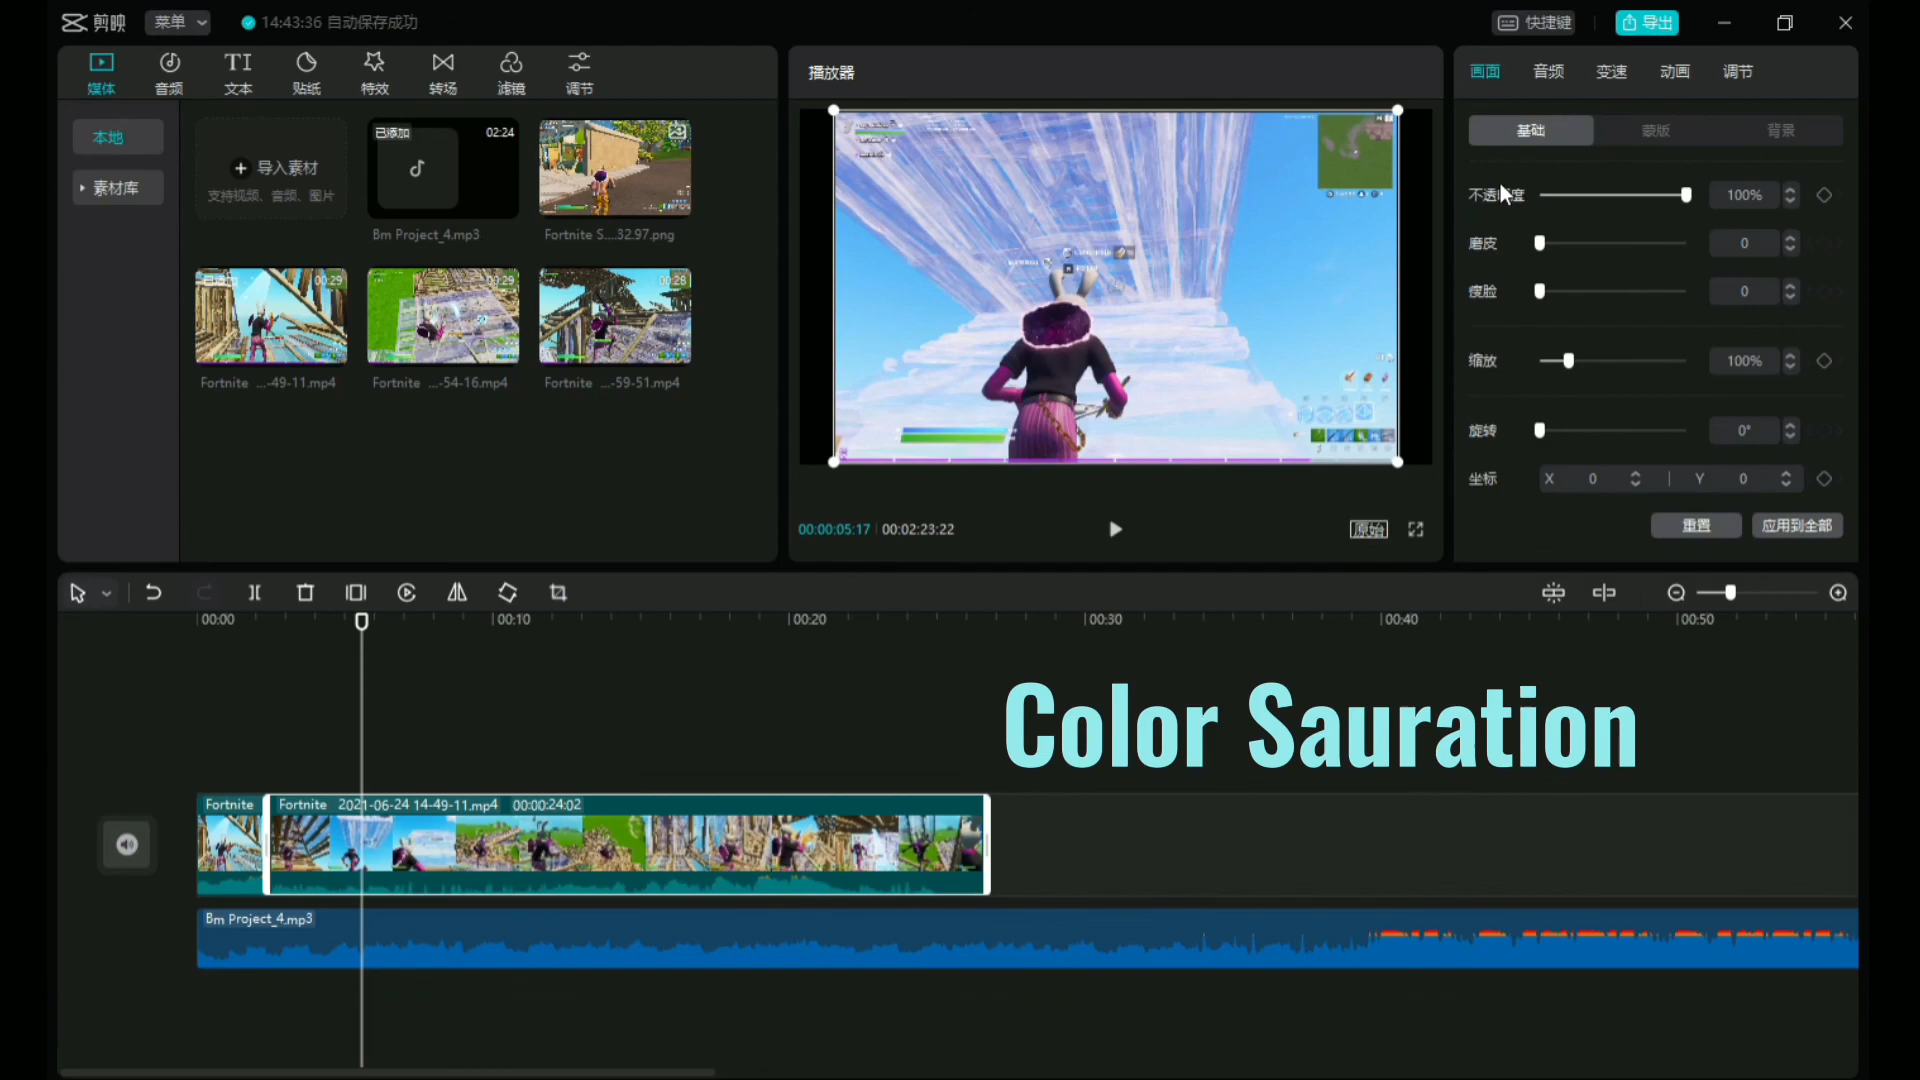 剪映 菜单 14:43:36 自动保存成功 快捷键 导出
媒体 音频 文本 贴纸 特效 转场 滤镜 调节
播放器
画面 音频 变速 动画 调节
本地
素材库
导入素材
支持视频、音频、图片
已添加 02:24
Bm Project_4.mp3
Fortnite S....32.97.png
00:29
Fortnite ...-49-11.mp4
00:29
Fortnite ...-54-16.mp4
00:28
Fortnite ...-59-51.mp4
00:00:05:17 00:02:23:22
原始
基础 蒙版 背景
不透 度 100%
磨皮 0
瘦脸 0
缩放 100%
旋转 0°
坐标 X 0 Y 0
重置 应用到全部
00:00 00:10 00:20 00:30 00:40 00:50
Color Sauration
Fortnite Fortnite 2021-06-24 14-49-11.mp4 00:00:24:02
Bm Project_4.mp3